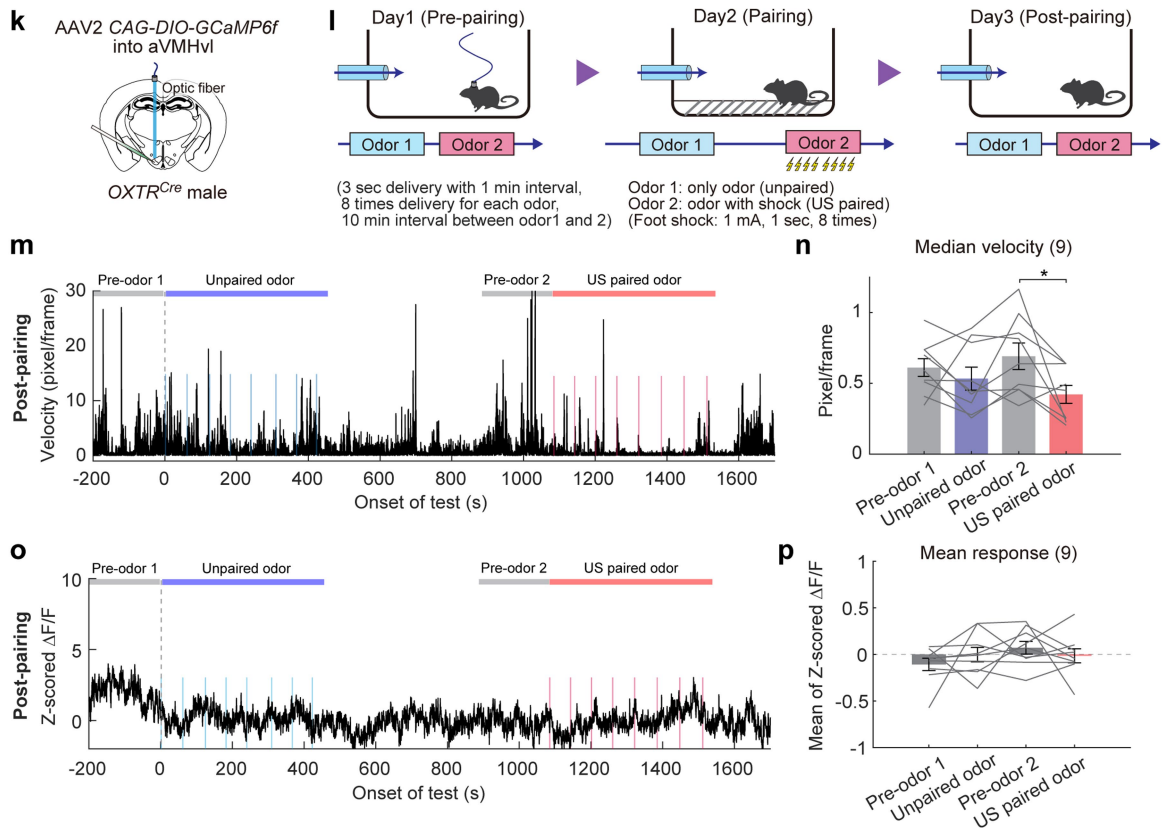 k
AAV2 CAG-DIO-GCaMP6f
into aVMHvl
Optic fiber
OXTRCre male
l
Day1 (Pre-pairing)
Day2 (Pairing)
Day3 (Post-pairing)
Odor 1
Odor 2
Odor 1
Odor 2
Odor 1
Odor 2
(3 sec delivery with 1 min interval,
8 times delivery for each odor,
10 min interval between odor1 and 2)
Odor 1: only odor (unpaired)
Odor 2: odor with shock (US paired)
(Foot shock: 1 mA, 1 sec, 8 times)
m
Post-pairing
Velocity (pixel/frame)
Pre-odor 1
Unpaired odor
Pre-odor 2
US paired odor
30
20
10
0
-200 0 200 400 600 800 1000 1200 1400 1600
Onset of test (s)
n
Median velocity (9)
*
Pixel/frame
1
0.5
0
Pre-odor 1
Unpaired odor
Pre-odor 2
US paired odor
o
Post-pairing
Z-scored ΔF/F
Pre-odor 1
Unpaired odor
Pre-odor 2
US paired odor
10
5
0
-200 0 200 400 600 800 1000 1200 1400 1600
Onset of test (s)
p
Mean response (9)
Mean of Z-scored ΔF/F
1
0.5
0
-0.5
-1
Pre-odor 1
Unpaired odor
Pre-odor 2
US paired odor